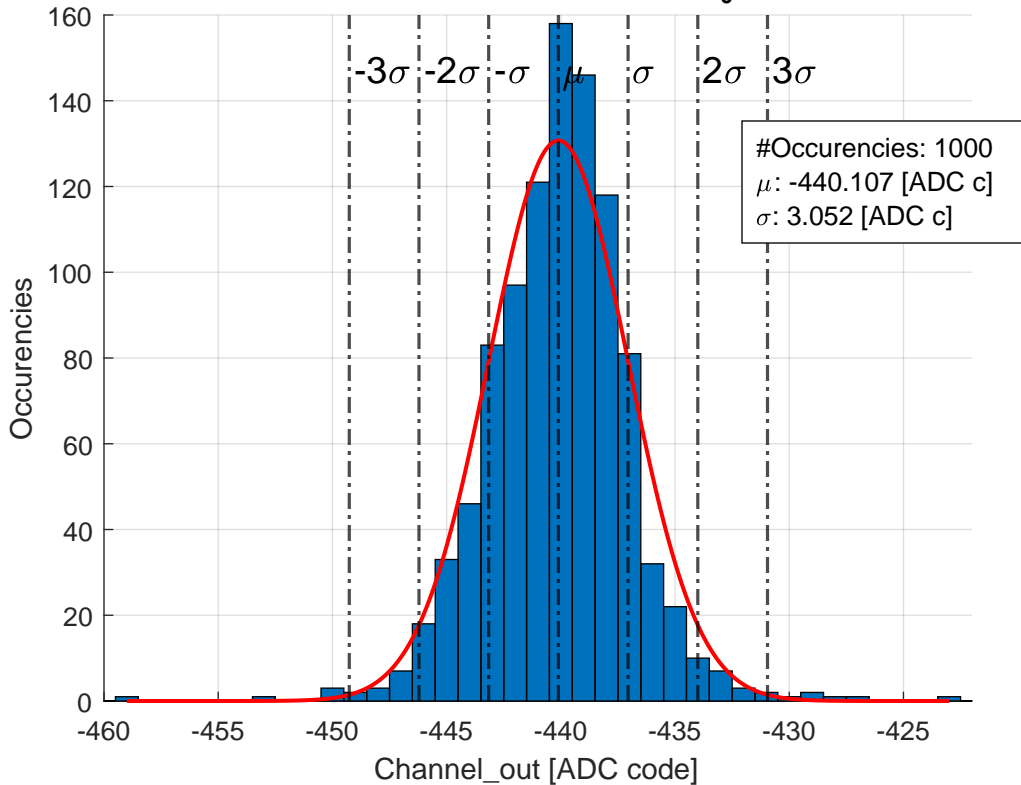 160
140
120
100
80
60
40
20
0
Occurencies
-3σ -2σ -σ μ σ 2σ 3σ
#Occurencies: 1000
μ: -440.107 [ADC c]
σ: 3.052 [ADC c]
-460 -455 -450 -445 -440 -435 -430 -425
Channel_out [ADC code]